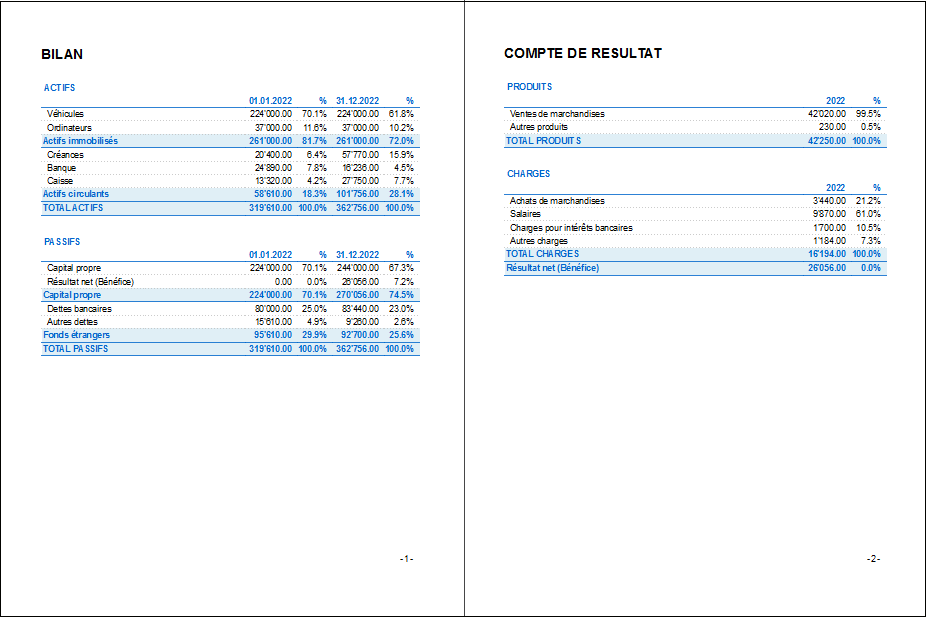 BILAN
ACTIFS
01.01.2022 % 31.12.2022 %
Véhicules 224'000.00 70.1% 224'000.00 61.8%
Ordinateurs 37'000.00 11.6% 37'000.00 10.2%
Actifs immobilisés 261'000.00 81.7% 261'000.00 72.0%
Créances 20'400.00 6.4% 57'770.00 15.9%
Banque 24'890.00 7.8% 16'236.00 4.5%
Caisse 13'320.00 4.2% 27'750.00 7.7%
Actifs circulants 58'610.00 18.3% 101'756.00 28.1%
TOTAL ACTIFS 319'610.00 100.0% 362'756.00 100.0%
PASSIFS
01.01.2022 % 31.12.2022 %
Capital propre 224'000.00 70.1% 244'000.00 67.3%
Résultat net (Bénéfice) 0.00 0.0% 26'056.00 7.2%
Capital propre 224'000.00 70.1% 270'056.00 74.5%
Dettes bancaires 80'000.00 25.0% 83'440.00 23.0%
Autres dettes 15'610.00 4.9% 9'260.00 2.6%
Fonds étrangers 95'610.00 29.9% 92'700.00 25.6%
TOTAL PASSIFS 319'610.00 100.0% 362'756.00 100.0%
-1-
COMPTE DE RESULTAT
PRODUITS
2022 %
Ventes de marchandises 42'020.00 99.5%
Autres produits 230.00 0.5%
TOTAL PRODUITS 42'250.00 100.0%
CHARGES
2022 %
Achats de marchandises 3'440.00 21.2%
Salaires 9'870.00 61.0%
Charges pour intérêts bancaires 1'700.00 10.5%
Autres charges 1'184.00 7.3%
TOTAL CHARGES 16'194.00 100.0%
Résultat net (Bénéfice) 26'056.00 0.0%
-2-